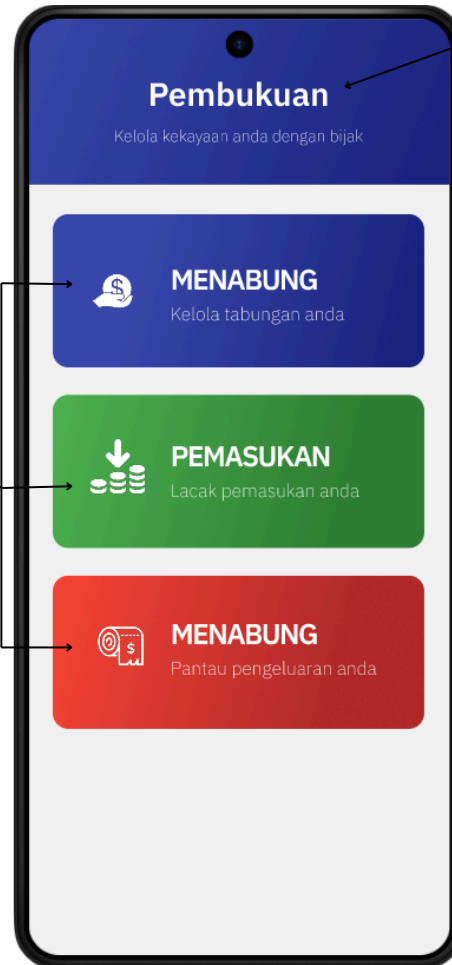 Pembukuan
Kelola kekayaan anda dengan bijak
$
MENABUNG
Kelola tabungan anda
PEMASUKAN
Lacak pemasukan anda
$
MENABUNG
Pantau pengeluaran anda